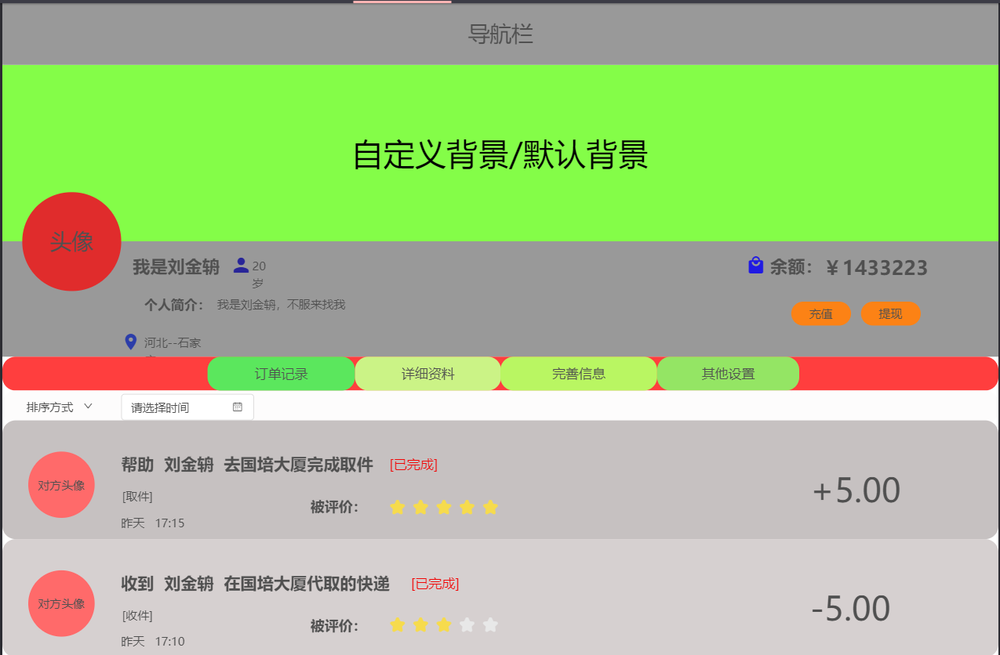 导航栏
自定义背景/默认背景
头像
我是刘金钠 20
岁
余额：￥1433223
个人简介： 我是刘金钠，不服来找我
充值 提现
河北--石家
订单记录 详细资料 完善信息 其他设置
排序方式 请选择时间
对方头像
帮助 刘金钠 去国培大厦完成取件 [已完成]
[取件]
被评价：
昨天 17:15
+5.00
对方头像
收到 刘金钠 在国培大厦代取的快递 [已完成]
[收件]
被评价：
昨天 17:10
-5.00